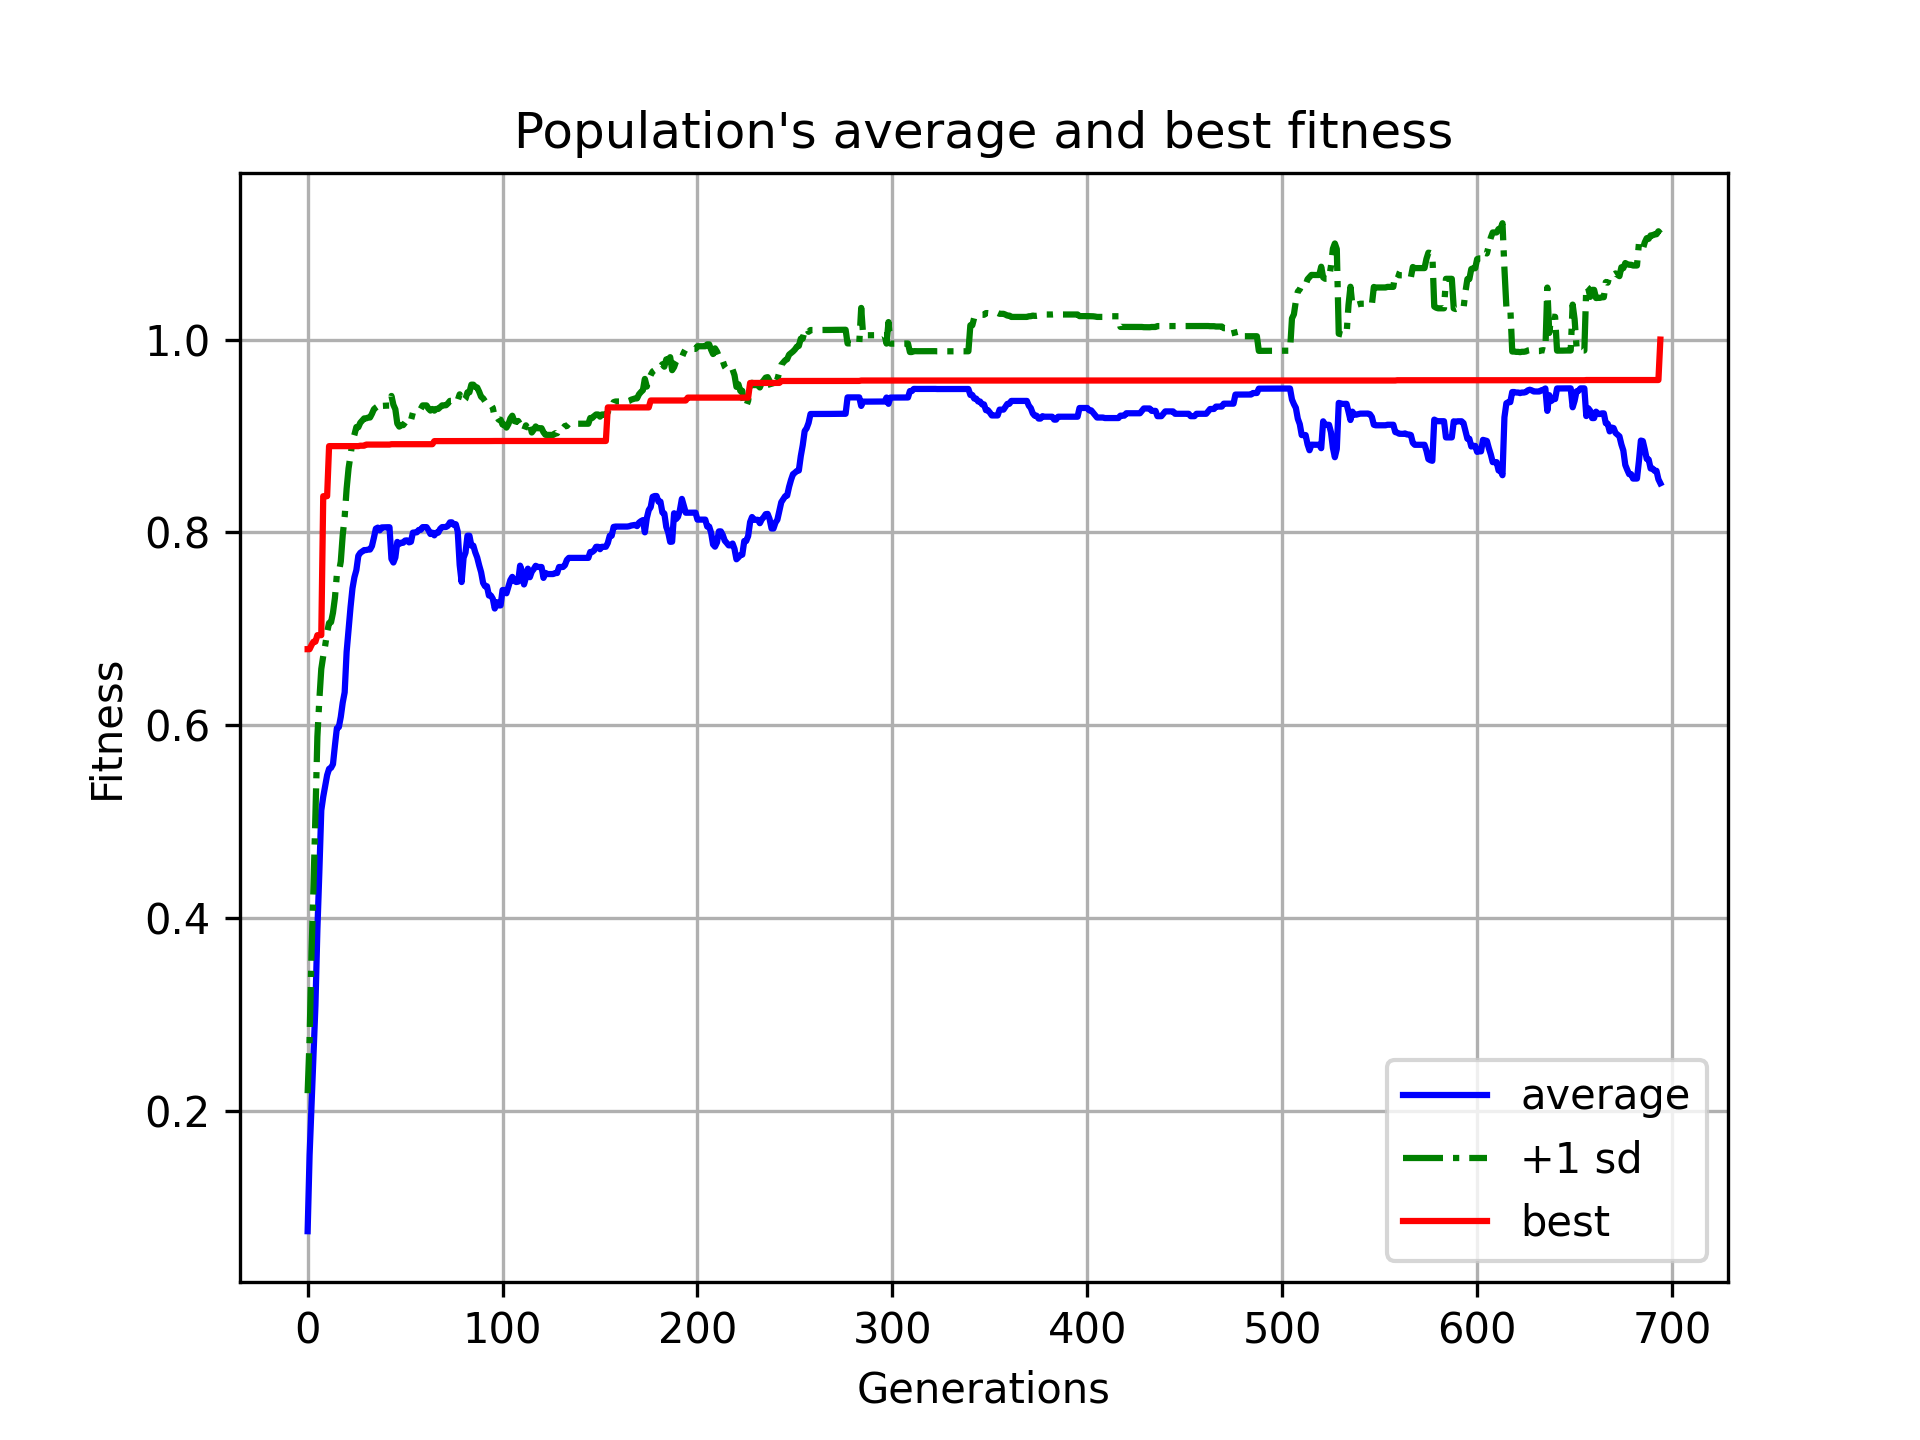 Population's average and best fitness
Fitness
1.0
0.8
0.6
0.4
0.2
0 100 200 300 400 500 600 700
Generations
average
+1 sd
best